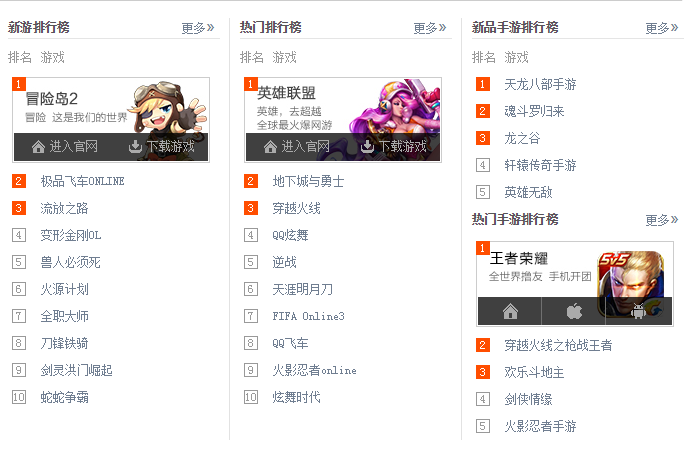 新游排行榜 更多»
排名 游戏
1
冒险岛2
冒险 这是我们的世界
进入官网 下载游戏
2 极品飞车ONLINE
3 流放之路
4 变形金刚OL
5 兽人必须死
6 火源计划
7 全职大师
8 刀锋铁骑
9 剑灵洪门崛起
10 蛇蛇争霸
热门排行榜 更多»
排名 游戏
1
英雄联盟
英雄，去超越
全球最火爆网游
进入官网 下载游戏
2 地下城与勇士
3 穿越火线
4 QQ炫舞
5 逆战
6 天涯明月刀
7 FIFA Online3
8 QQ飞车
9 火影忍者online
10 炫舞时代
新品手游排行榜 更多»
排名 游戏
1 天龙八部手游
2 魂斗罗归来
3 龙之谷
4 轩辕传奇手游
5 英雄无敌
热门手游排行榜 更多»
1
王者荣耀
全世界撸友 手机开团
5v5
2 穿越火线之枪战王者
3 欢乐斗地主
4 剑侠情缘
5 火影忍者手游